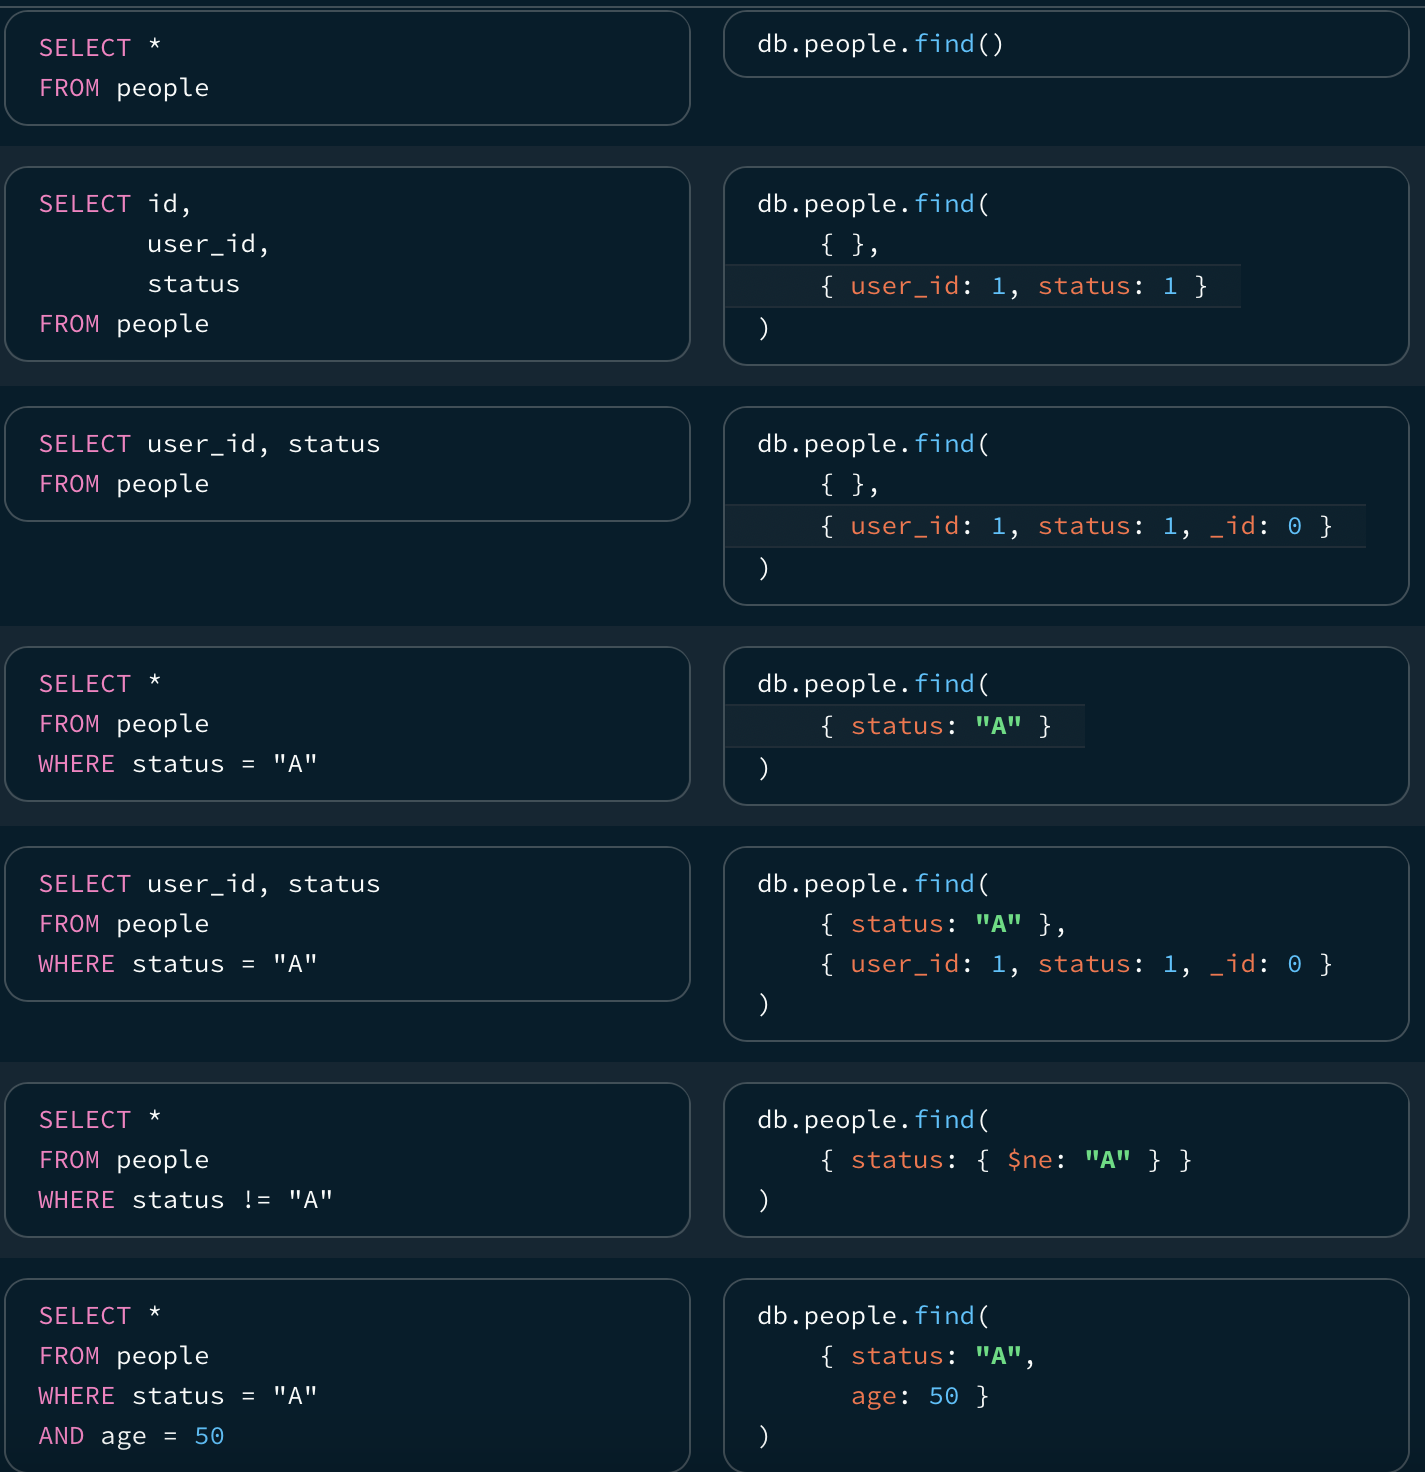 SELECT *
FROM people
db.people.find()
SELECT id,
       user_id,
       status
FROM people
db.people.find(
    { },
    { user_id: 1, status: 1 }
)
SELECT user_id, status
FROM people
db.people.find(
    { },
    { user_id: 1, status: 1, _id: 0 }
)
SELECT *
FROM people
WHERE status = "A"
db.people.find(
    { status: "A" }
)
SELECT user_id, status
FROM people
WHERE status = "A"
db.people.find(
    { status: "A" },
    { user_id: 1, status: 1, _id: 0 }
)
SELECT *
FROM people
WHERE status != "A"
db.people.find(
    { status: { $ne: "A" } }
)
SELECT *
FROM people
WHERE status = "A"
AND age = 50
db.people.find(
    { status: "A",
      age: 50 }
)